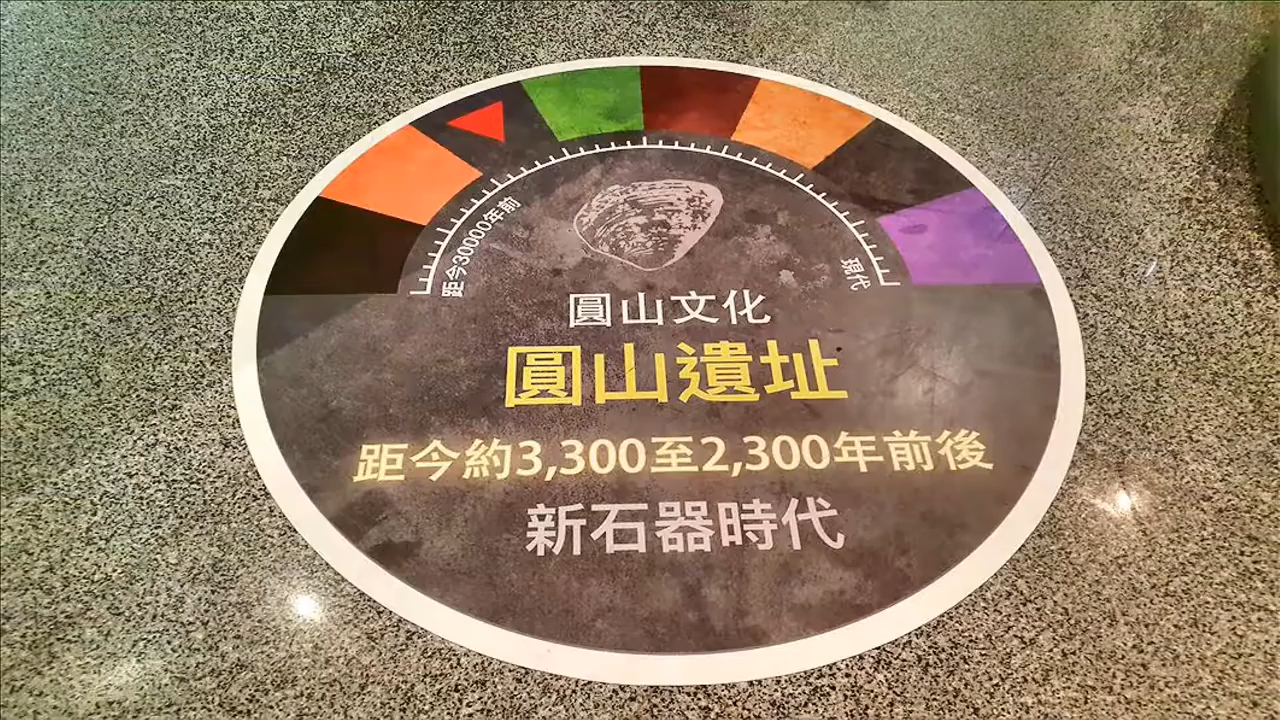 距今30000年前
現代
圓山文化
圓山遺址
距今約3,300至2,300年前後
新石器時代